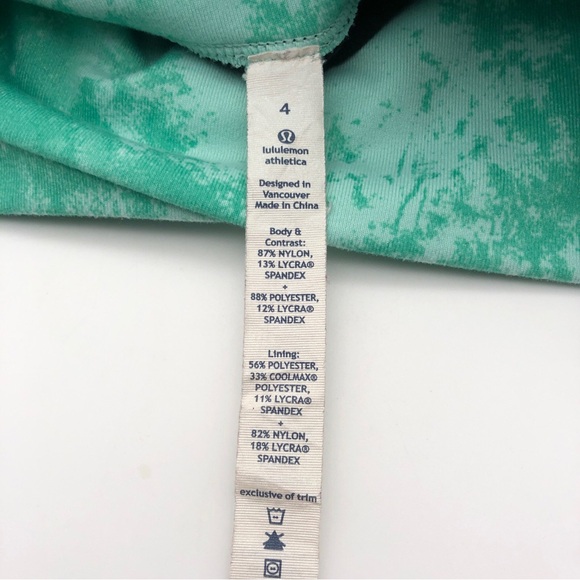 4
lululemon
athletica
Designed in
Vancouver
Made in China
Body &
Contrast:
87% NYLON,
13% LYCRA®
SPANDEX
+
88% POLYESTER,
12% LYCRA®
SPANDEX
Lining:
56% POLYESTER,
33% COOLMAX®
POLYESTER,
11% LYCRA®
SPANDEX
+
82% NYLON,
18% LYCRA®
SPANDEX
exclusive of trim